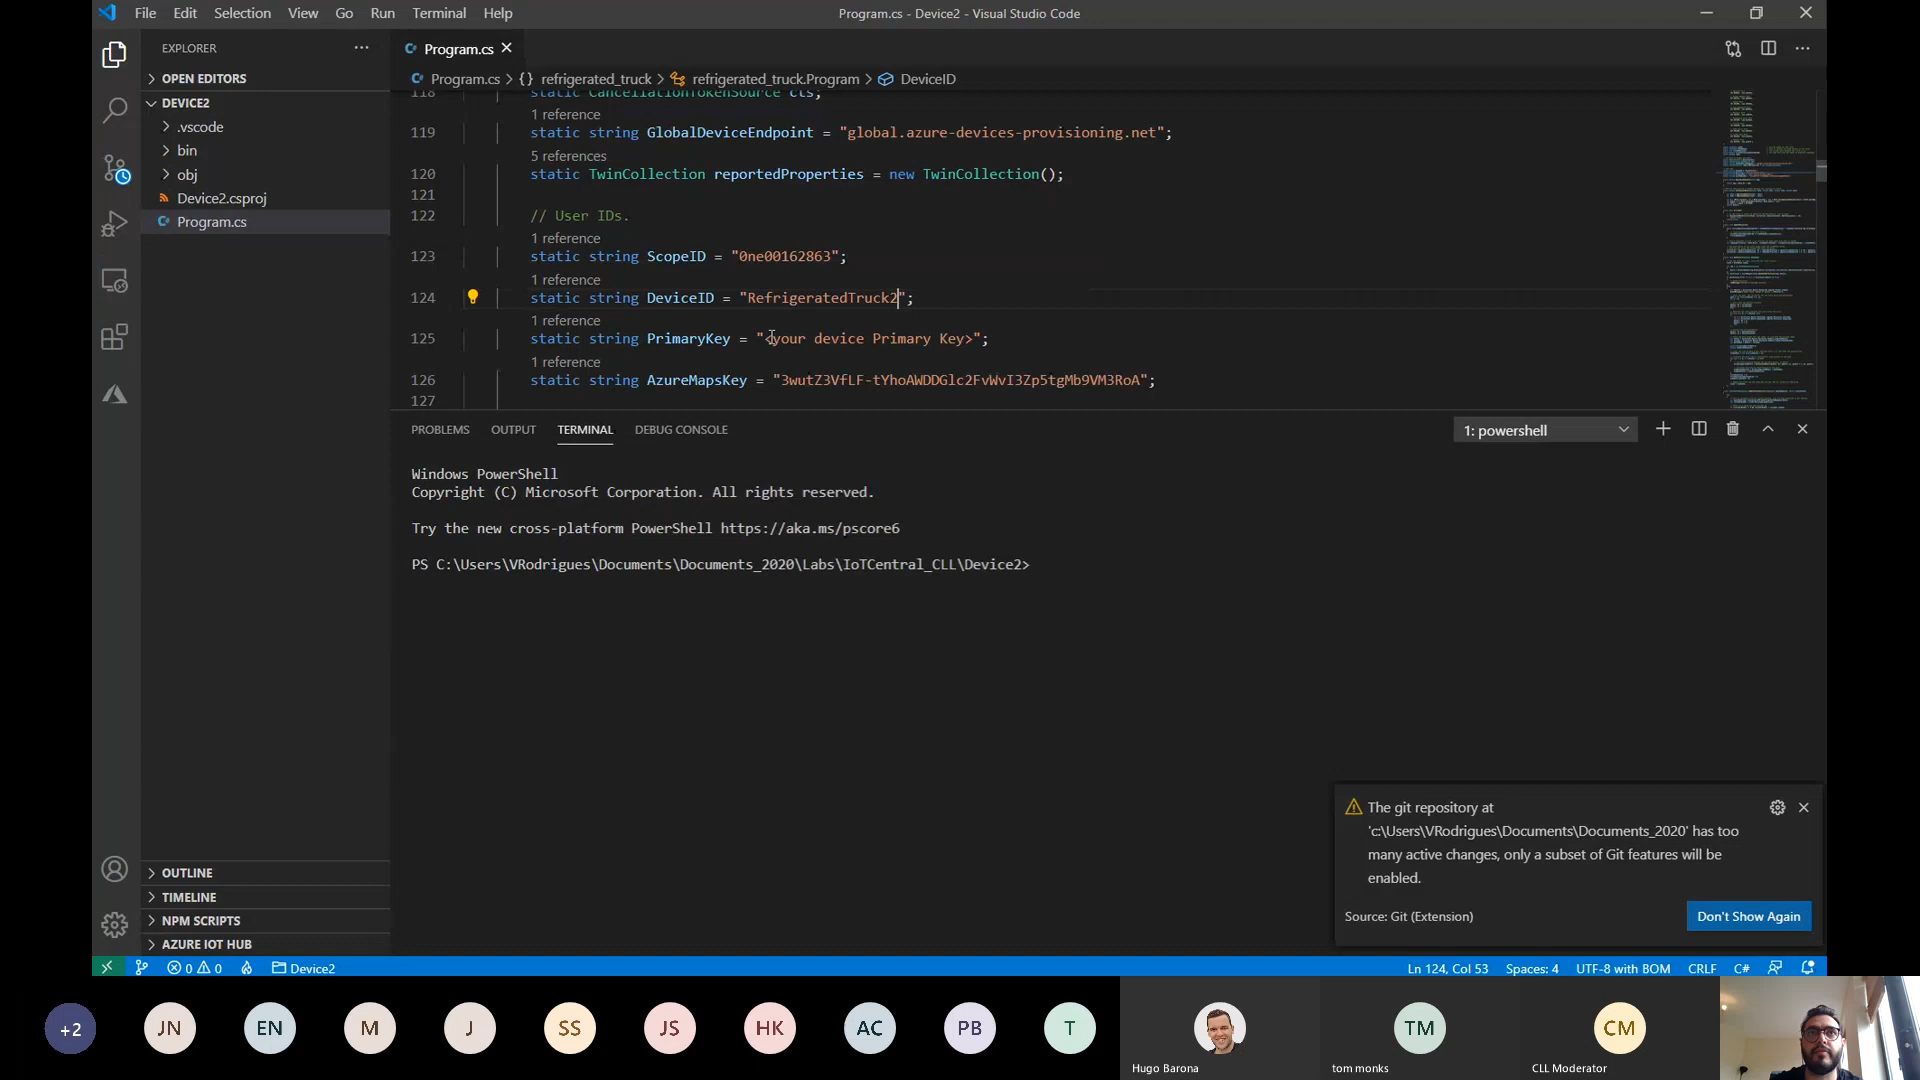 File Edit Selection View Go Run Terminal Help
Program.cs - Device2 - Visual Studio Code
EXPLORER
OPEN EDITORS
DEVICE2
.vscode
bin
obj
Device2.csproj
Program.cs
OUTLINE
TIMELINE
NPM SCRIPTS
AZURE IOT HUB
Program.cs
Program.cs > {} refrigerated_truck > refrigerated_truck.Program > DeviceID
118 static CancellationTokenSource cts;
1 reference
119 static string GlobalDeviceEndpoint = "global.azure-devices-provisioning.net";
5 references
120 static TwinCollection reportedProperties = new TwinCollection();
121
122 // User IDs.
1 reference
123 static string ScopeID = "0ne00162863";
1 reference
124 static string DeviceID = "RefrigeratedTruck2";
1 reference
125 static string PrimaryKey = "<your device Primary Key>";
1 reference
126 static string AzureMapsKey = "3wutZ3VfLF-tYhoAWDDGlc2FvWvI3Zp5tgMb9VM3RoA";
127
PROBLEMS OUTPUT TERMINAL DEBUG CONSOLE
1: powershell
Windows PowerShell
Copyright (C) Microsoft Corporation. All rights reserved.
Try the new cross-platform PowerShell https://aka.ms/pscore6
PS C:\Users\VRodrigues\Documents\Documents_2020\Labs\IoTCentral_CLL\Device2>
The git repository at
'c:\Users\VRodrigues\Documents\Documents_2020' has too
many active changes, only a subset of Git features will be
enabled.
Source: Git (Extension)
Don't Show Again
0 0 Device2
Ln 124, Col 53 Spaces: 4 UTF-8 with BOM CRLF C#
+2 JN EN M J SS JS HK AC PB T TM CM
Hugo Barona tom monks CLL Moderator